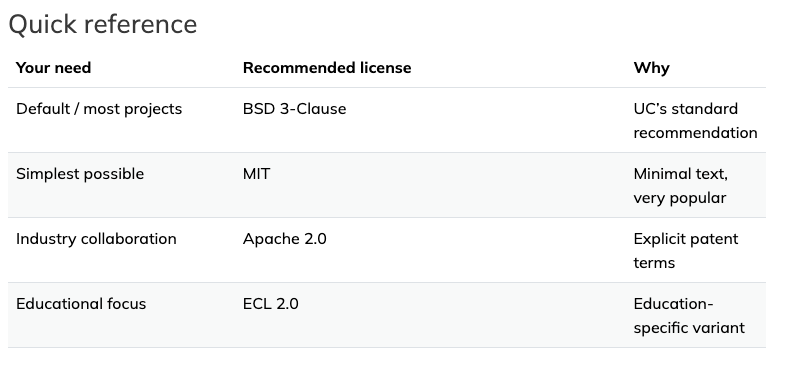 Quick reference
Your need Recommended license Why
Default / most projects BSD 3-Clause UC’s standard
recommendation
Simplest possible MIT Minimal text,
very popular
Industry collaboration Apache 2.0 Explicit patent
terms
Educational focus ECL 2.0 Education-
specific variant